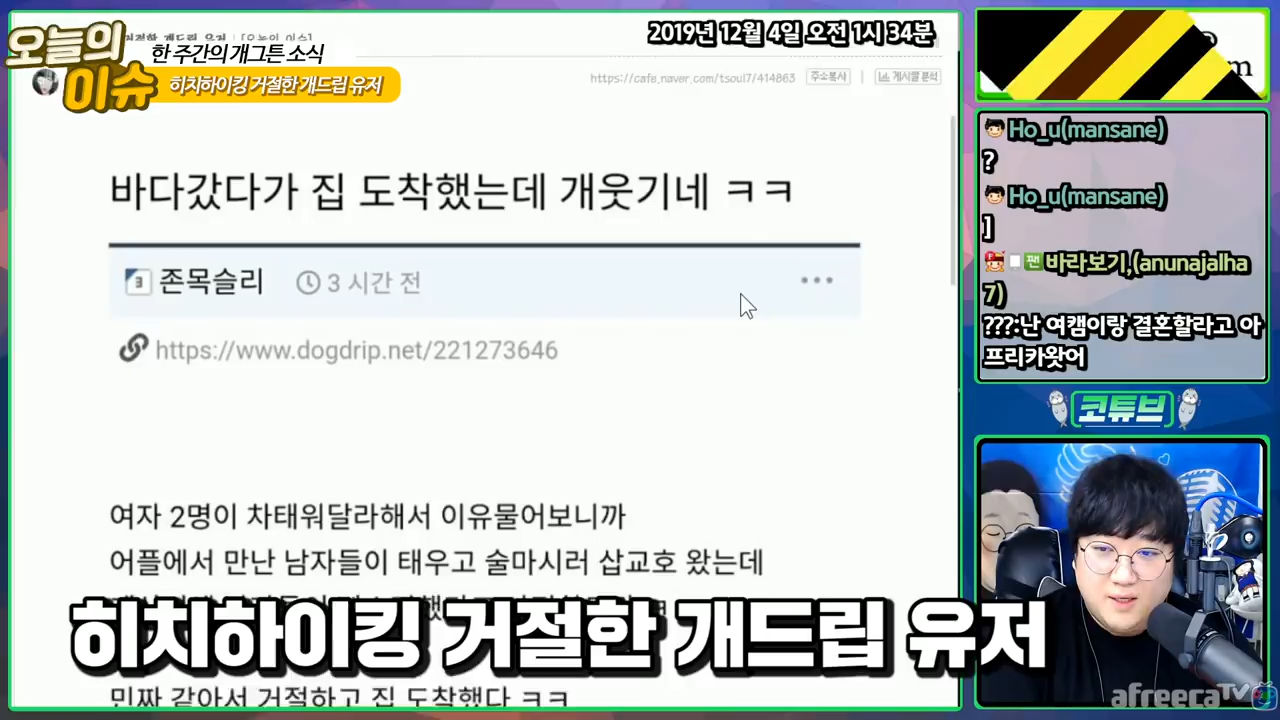 오늘의
이슈
한 주간의 개그튼 소식
히치하이킹 거절한 개드립 유저
2019년 12월 4일 오전 1시 34분
https://cafe.naver.com/tsoul7/414863 주소복사 | 게시글 분석
바다갔다가 집 도착했는데 개웃기네 ㅋㅋ
3 존목슬리 3 시간 전
https://www.dogdrip.net/221273646
여자 2명이 차태워달라해서 이유물어보니까
어플에서 만난 남자들이 태우고 술마시러 삽교호 왔는데
히치하이킹 거절한 개드립 유저
민짜 같아서 거절하고 집 도착했다 ㅋㅋ
m
Ho_u(mansane)
?
Ho_u(mansane)
]
팬 바라보기,(anunajalha
7)
???:난 여캠이랑 결혼할라고 아
프리카왓어
코튜브
afreecaTV